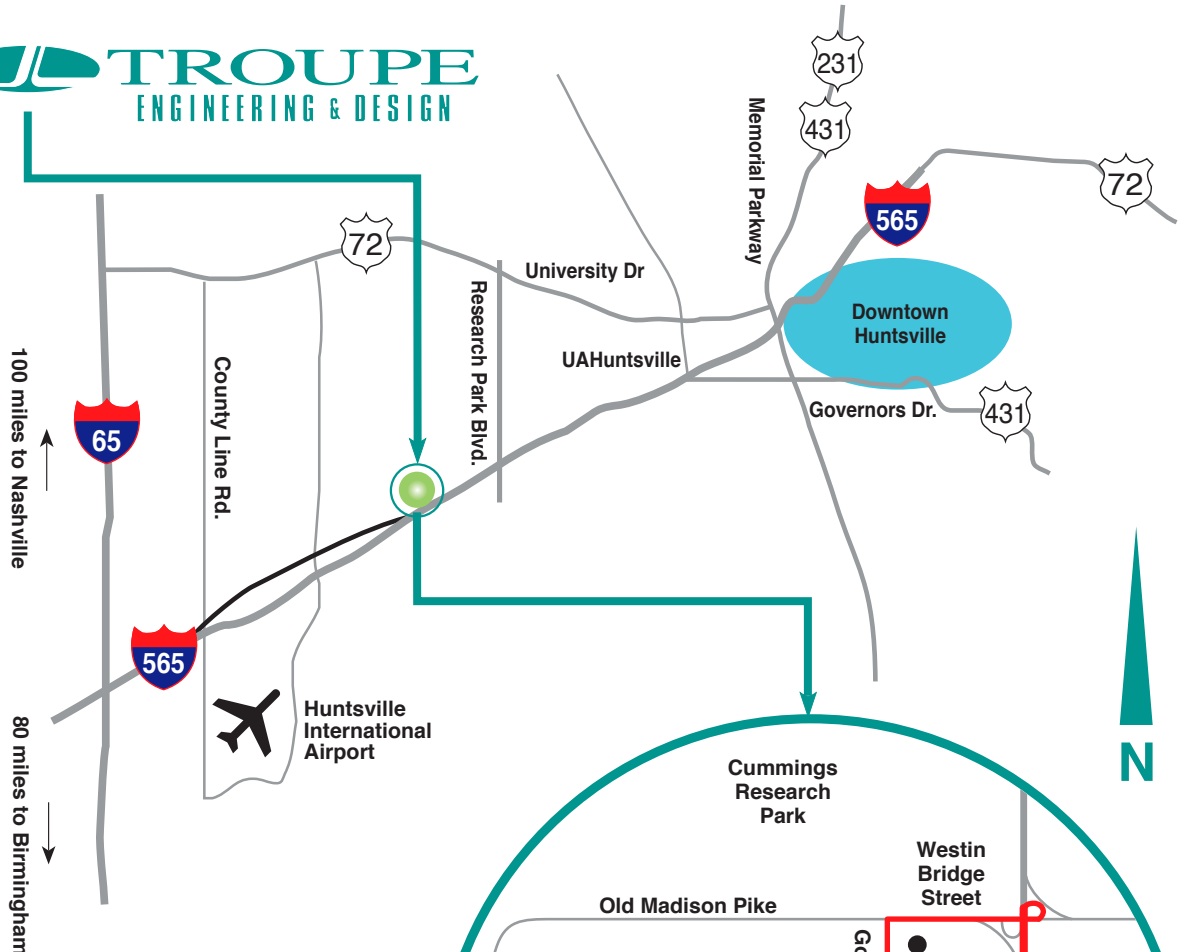 JL TROUPE
ENGINEERING & DESIGN
231
431
Memorial Parkway
72
565
72
University Dr
Research Park Blvd.
Downtown
Huntsville
UAHuntsville
Governors Dr.
431
100 miles to Nashville
65
County Line Rd.
565
Huntsville
International
Airport
80 miles to Birmingham
N
Cummings
Research
Park
Westin
Bridge
Street
Old Madison Pike